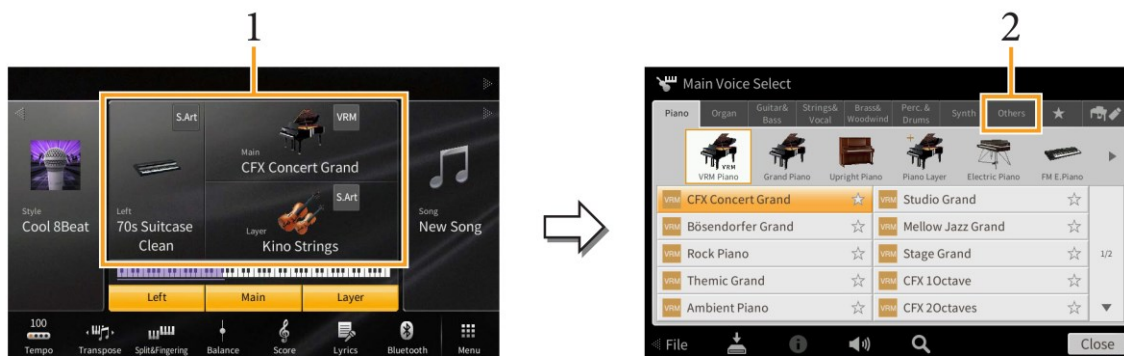 1
S.Art
VRM
Main
CFX Concert Grand
S.Art
Style
Cool 8Beat
Left
70s Suitcase
Clean
Layer
Kino Strings
Song
New Song
Left
Main
Layer
100
Tempo
Transpose
Split&Fingering
Balance
Score
Lyrics
Bluetooth
Menu
2
Main Voice Select
Piano
Organ
Guitar&
Bass
Strings&
Vocal
Brass&
Woodwind
Perc. &
Drums
Synth
Others
VRM
VRM Piano
Grand Piano
Upright Piano
Piano Layer
Electric Piano
FM E.Piano
VRM CFX Concert Grand
VRM Studio Grand
VRM Bösendorfer Grand
VRM Mellow Jazz Grand
VRM Rock Piano
VRM Stage Grand
1/2
VRM Themic Grand
VRM CFX 1Octave
VRM Ambient Piano
VRM CFX 2Octaves
File
Close